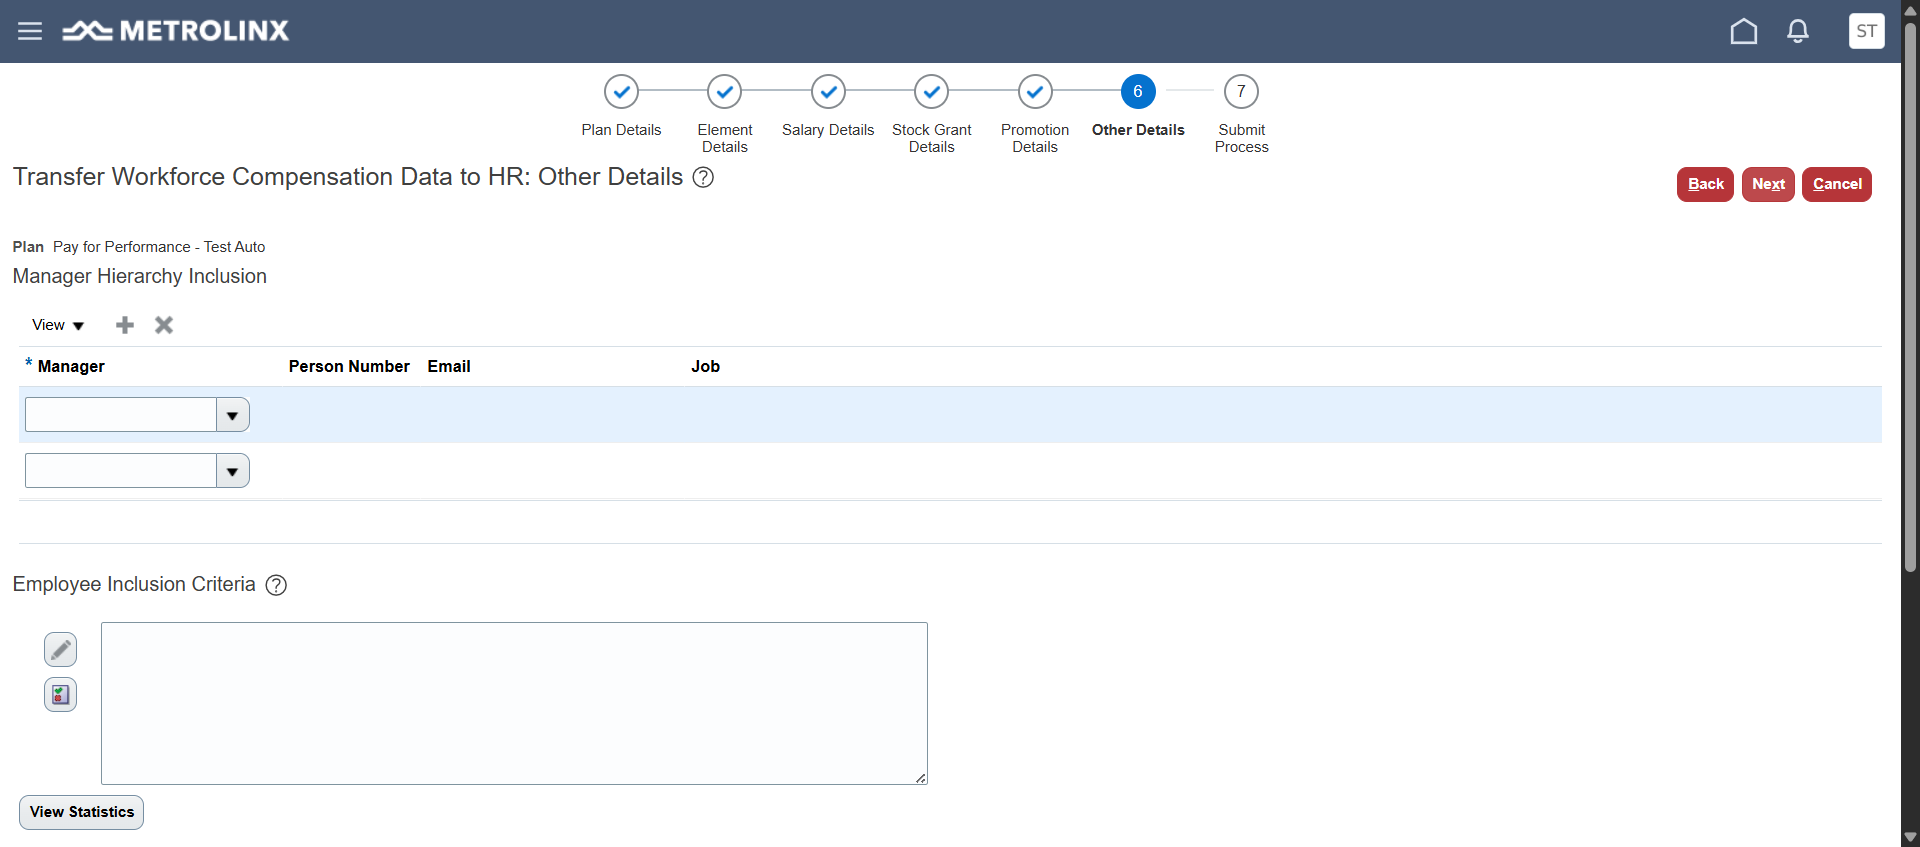 METROLINX
ST
6
7
Plan Details
Element Details
Salary Details
Stock Grant Details
Promotion Details
Other Details
Submit Process
Transfer Workforce Compensation Data to HR: Other Details ?
Back
Next
Cancel
Plan Pay for Performance - Test Auto
Manager Hierarchy Inclusion
View
* Manager
Person Number
Email
Job
Employee Inclusion Criteria ?
View Statistics